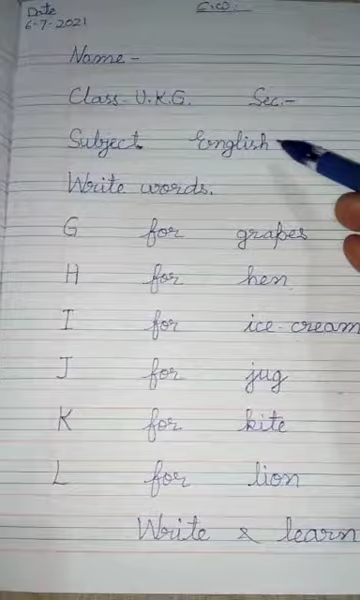 Date C.W.
6-7-2021
Name-
Class-U.K.G. Sec.-
Subject English
Write words.
G for grapes
H for hen
I for ice-cream
J for jug
K for kite
L for lion
Write & learn